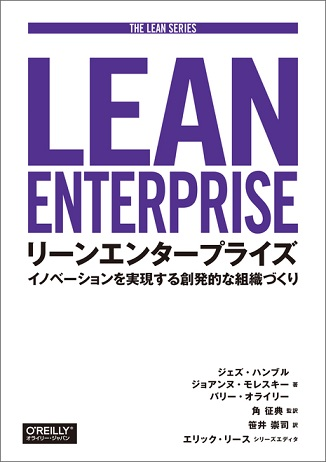 THE LEAN SERIES
LEAN
ENTERPRISE
リーンエンタープライズ
イノベーションを実現する創発的な組織づくり
ジェズ・ハンブル
ジョアンヌ・モレスキー 著
バリー・オライリー
角 征典 監訳
笹井 崇司 訳
エリック・リース シリーズエディタ
O'REILLY®
オライリー・ジャパン